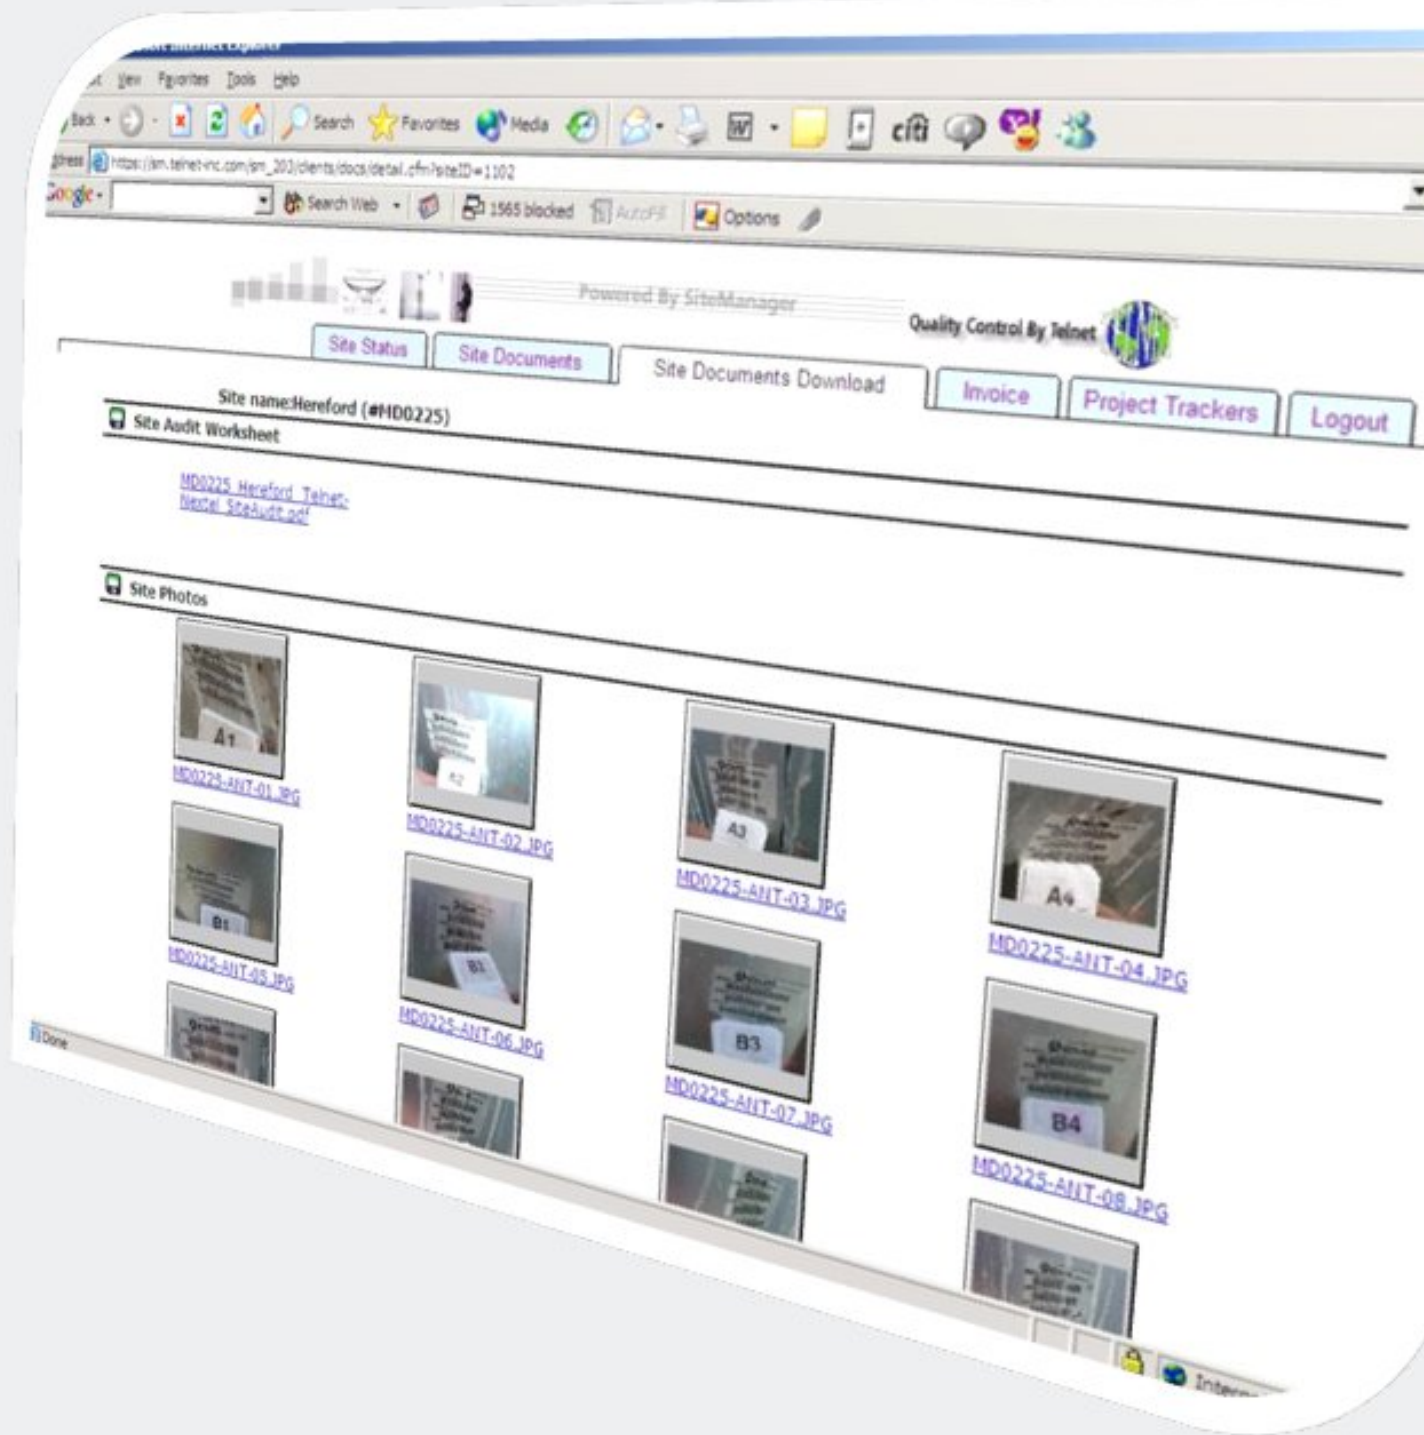 View Favorites Tools Help
Back Search Favorites Media W citi
https://sm.telnet-inc.com/sm_203/clients/docs/detail.cfm?siteID=1102
Google Search Web 1565 blocked AutoFill Options
Powered By SiteManager
Quality Control By Telnet
Site Status Site Documents Site Documents Download Invoice Project Trackers Logout
Site name:Hereford (#MD0225)
Site Audit Worksheet
MD0225_Hereford_Telnet-
Nextel_SiteAudit.pdf
Site Photos
A1 A2 A3 A4
MD0225-ANT-01.JPG MD0225-ANT-02.JPG MD0225-ANT-03.JPG MD0225-ANT-04.JPG
B1 B2 B3 B4
MD0225-ANT-05.JPG MD0225-ANT-06.JPG MD0225-ANT-07.JPG MD0225-ANT-08.JPG
Done